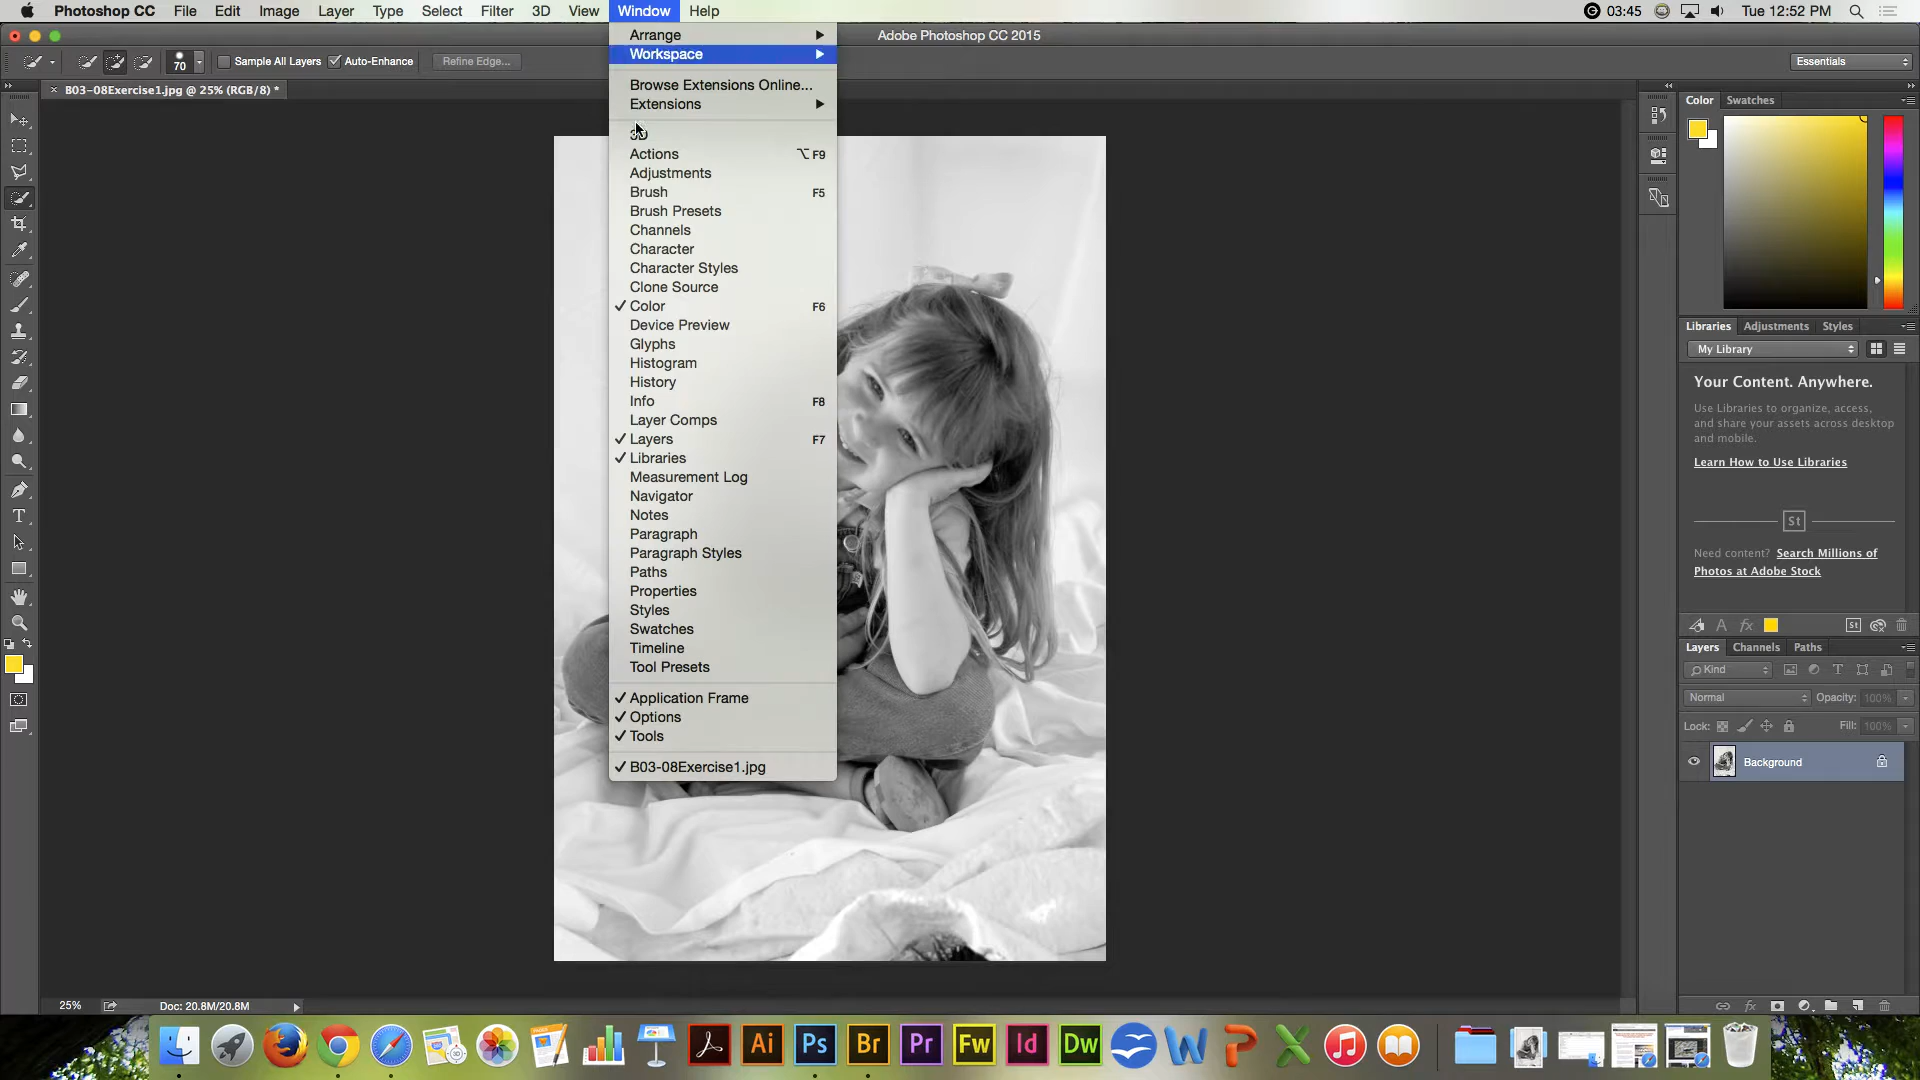 Photoshop CC File Edit Image Layer Type Select Filter 3D View Window Help
03:45 Tue 12:52 PM
Adobe Photoshop CC 2015
70 Sample All Layers Auto-Enhance Refine Edge... Essentials
× B03-08Exercise1.jpg @ 25% (RGB/8) *
Arrange
Workspace
Browse Extensions Online...
Extensions
3D
Actions ⌥ F9
Adjustments
Brush F5
Brush Presets
Channels
Character
Character Styles
Clone Source
✓ Color F6
Device Preview
Glyphs
Histogram
History
Info F8
Layer Comps
✓ Layers F7
✓ Libraries
Measurement Log
Navigator
Notes
Paragraph
Paragraph Styles
Paths
Properties
Styles
Swatches
Timeline
Tool Presets
✓ Application Frame
✓ Options
✓ Tools
✓ B03-08Exercise1.jpg
Color Swatches
Libraries Adjustments Styles
My Library
Your Content. Anywhere.
Use Libraries to organize, access,
and share your assets across desktop
and mobile.
Learn How to Use Libraries
St
Need content? Search Millions of
Photos at Adobe Stock
A fx St
Layers Channels Paths
Kind T
Normal Opacity: 100%
Lock: Fill: 100%
Background
fx
T
25% Doc: 20.8M/20.8M
Ai Ps Br Pr Fw Id Dw